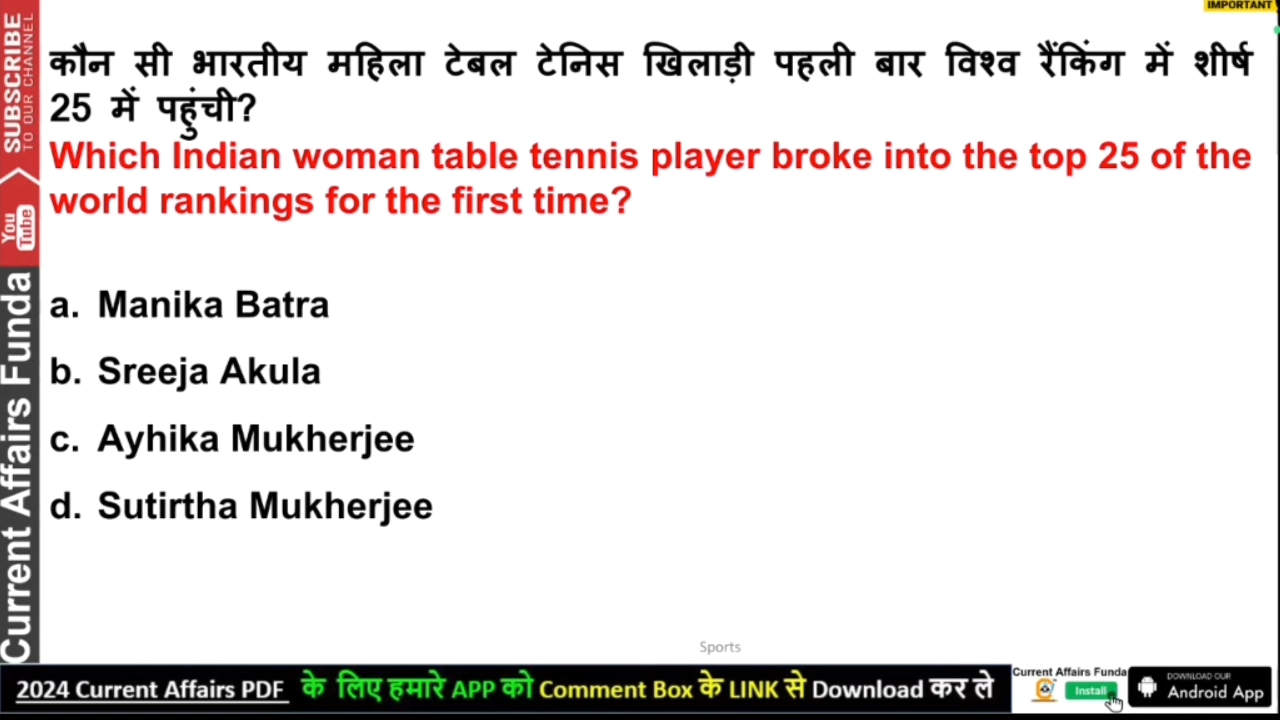 IMPORTANT
कौन सी भारतीय महिला टेबल टेनिस खिलाड़ी पहली बार विश्व रैंकिंग में शीर्ष
25 में पहुंची?
Which Indian woman table tennis player broke into the top 25 of the
world rankings for the first time?
a. Manika Batra
b. Sreeja Akula
c. Ayhika Mukherjee
d. Sutirtha Mukherjee
Sports
SUBSCRIBE
TO OUR CHANNEL
You
Tube
Current Affairs Funda
2024 Current Affairs PDF के लिए हमारे APP को Comment Box के LINK से Download कर ले
Current Affairs Funda
Install
DOWNLOAD OUR
Android App